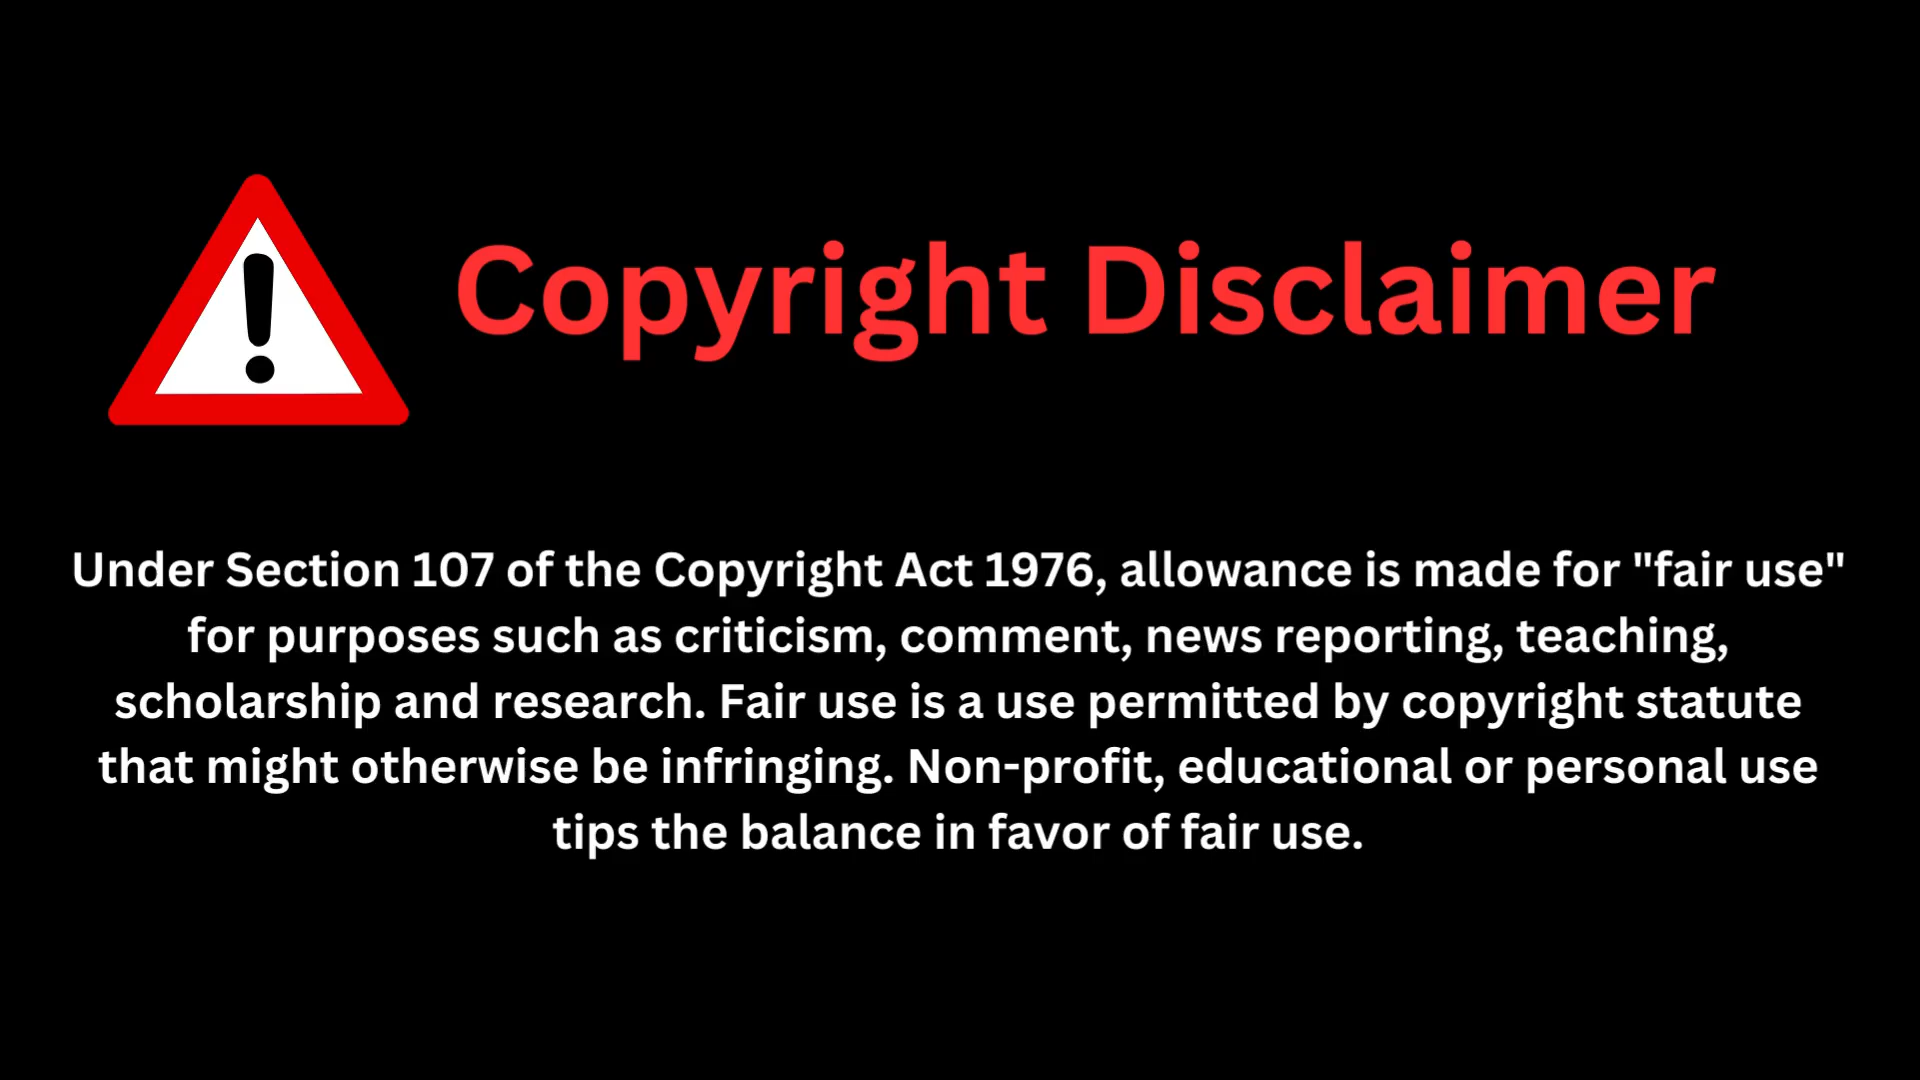 Copyright Disclaimer
Under Section 107 of the Copyright Act 1976, allowance is made for "fair use"
for purposes such as criticism, comment, news reporting, teaching,
scholarship and research. Fair use is a use permitted by copyright statute
that might otherwise be infringing. Non-profit, educational or personal use
tips the balance in favor of fair use.